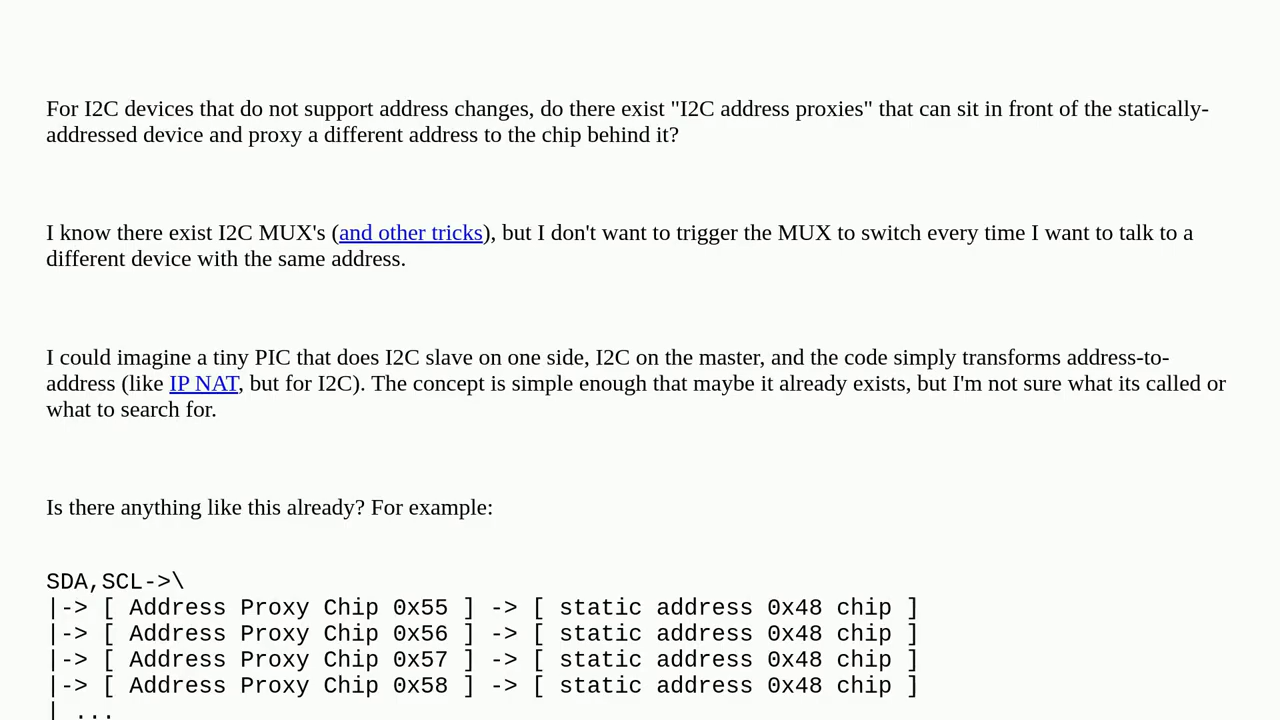 For I2C devices that do not support address changes, do there exist "I2C address proxies" that can sit in front of the statically-
addressed device and proxy a different address to the chip behind it?
I know there exist I2C MUX's (and other tricks), but I don't want to trigger the MUX to switch every time I want to talk to a
different device with the same address.
I could imagine a tiny PIC that does I2C slave on one side, I2C on the master, and the code simply transforms address-to-
address (like IP NAT, but for I2C). The concept is simple enough that maybe it already exists, but I'm not sure what its called or
what to search for.
Is there anything like this already? For example:
SDA,SCL->\
|-> [ Address Proxy Chip 0x55 ] -> [ static address 0x48 chip ]
|-> [ Address Proxy Chip 0x56 ] -> [ static address 0x48 chip ]
|-> [ Address Proxy Chip 0x57 ] -> [ static address 0x48 chip ]
|-> [ Address Proxy Chip 0x58 ] -> [ static address 0x48 chip ]
| ...